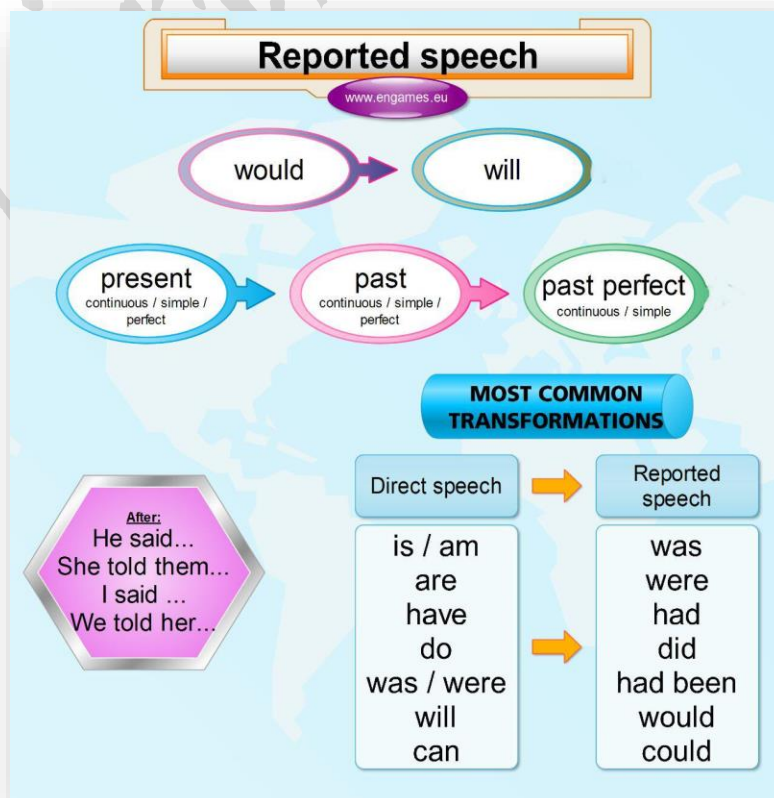 Reported speech
www.engames.eu
would
will
present
continuous / simple /
perfect
past
continuous / simple /
perfect
past perfect
continuous / simple
MOST COMMON
TRANSFORMATIONS
Direct speech
Reported
speech
After:
He said...
She told them...
I said ...
We told her...
is / am
are
have
do
was / were
will
can
was
were
had
did
had been
would
could